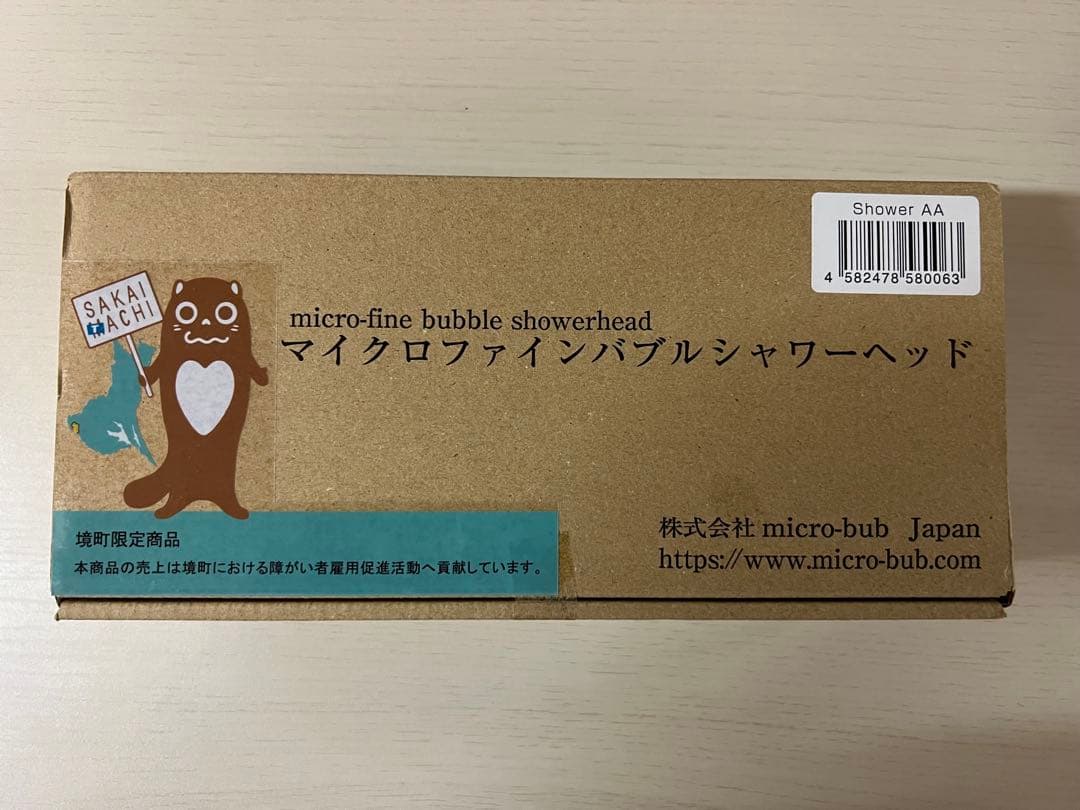 Shower AA
4 582478 580063
SAKAI
MACHI
micro-fine bubble showerhead
マイクロファインバブルシャワーヘッド
境町限定商品
本商品の売上は境町における障がい者雇用促進活動へ貢献しています。
株式会社 micro-bub Japan
https://www.micro-bub.com